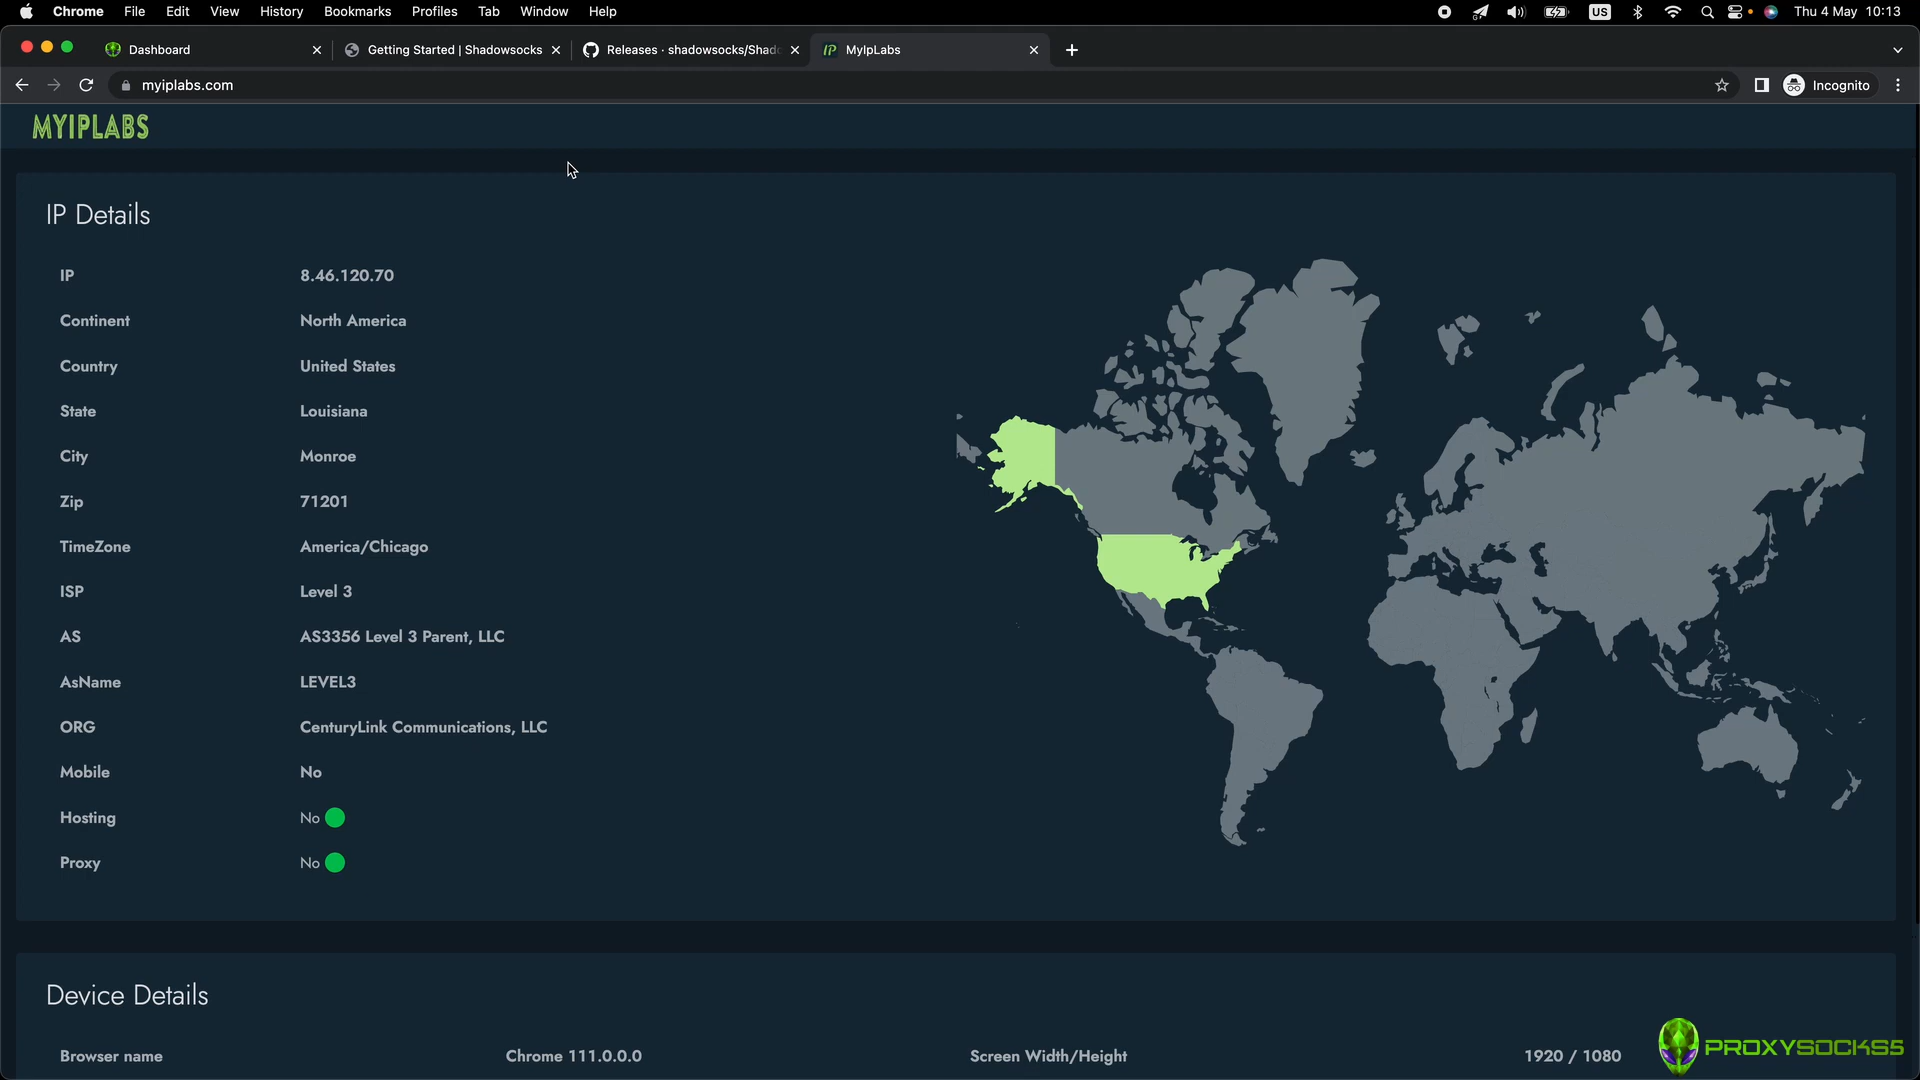 Chrome File Edit View History Bookmarks Profiles Tab Window Help US Thu 4 May 10:13
Dashboard Getting Started | Shadowsocks Releases · shadowsocks/Shado MyIpLabs
myiplabs.com Incognito
MYIPLABS
IP Details
IP 8.46.120.70
Continent North America
Country United States
State Louisiana
City Monroe
Zip 71201
TimeZone America/Chicago
ISP Level 3
AS AS3356 Level 3 Parent, LLC
AsName LEVEL3
ORG CenturyLink Communications, LLC
Mobile No
Hosting No
Proxy No
Device Details
Browser name Chrome 111.0.0.0 Screen Width/Height 1920 / 1080
PROXYSOCKS5